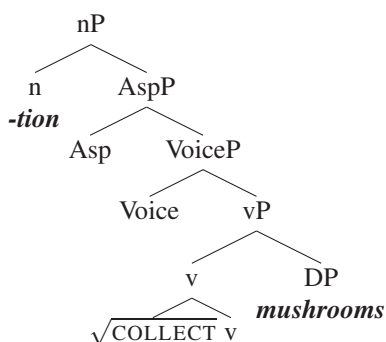 nP
n AspP
-tion
Asp VoiceP
Voice vP
v DP
mushrooms
√COLLECT v